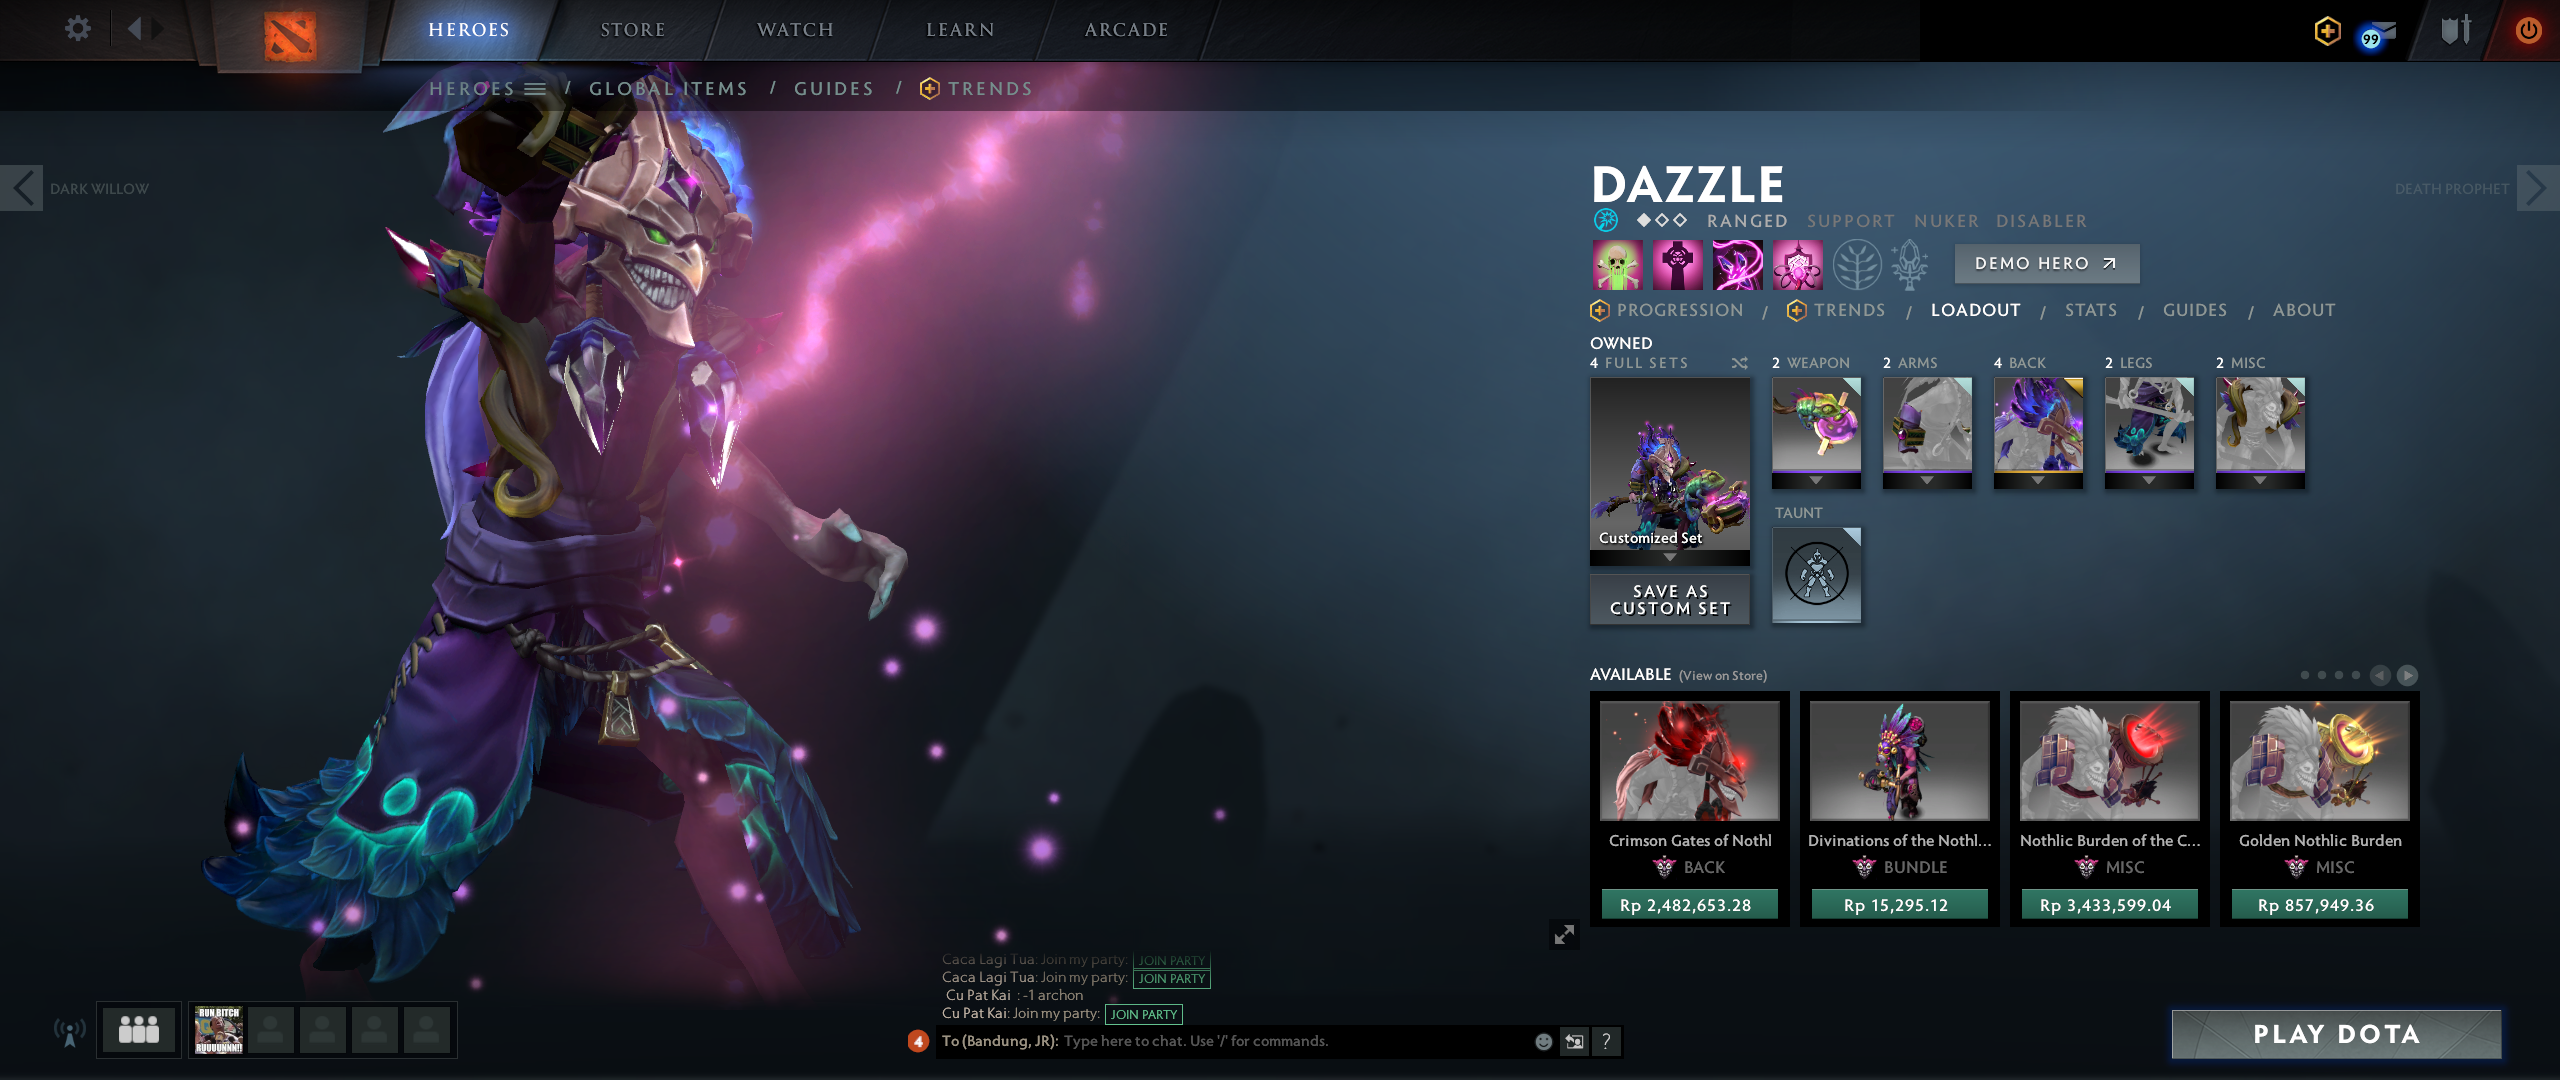 HEROES
STORE
WATCH
LEARN
ARCADE
99
HEROES / GLOBAL ITEMS / GUIDES / TRENDS
DARK WILLOW
DEATH PROPHET
DAZZLE
RANGED SUPPORT NUKER DISABLER
DEMO HERO
PROGRESSION / TRENDS / LOADOUT / STATS / GUIDES / ABOUT
OWNED
4 FULL SETS
2 WEAPON
2 ARMS
4 BACK
2 LEGS
2 MISC
Customized Set
TAUNT
SAVE AS
CUSTOM SET
AVAILABLE (View on Store)
Crimson Gates of Nothl
BACK
Rp 2,482,653.28
Divinations of the Nothl...
BUNDLE
Rp 15,295.12
Nothlic Burden of the C...
MISC
Rp 3,433,599.04
Golden Nothlic Burden
MISC
Rp 857,949.36
Caca Lagi Tua: Join my party: JOIN PARTY
Caca Lagi Tua: Join my party: JOIN PARTY
Cu Pat Kai : -1 archon
Cu Pat Kai: Join my party: JOIN PARTY
4 To (Bandung, JR): Type here to chat. Use '/' for commands.
?
RUN BITCH
RUUUUNNN!!
PLAY DOTA